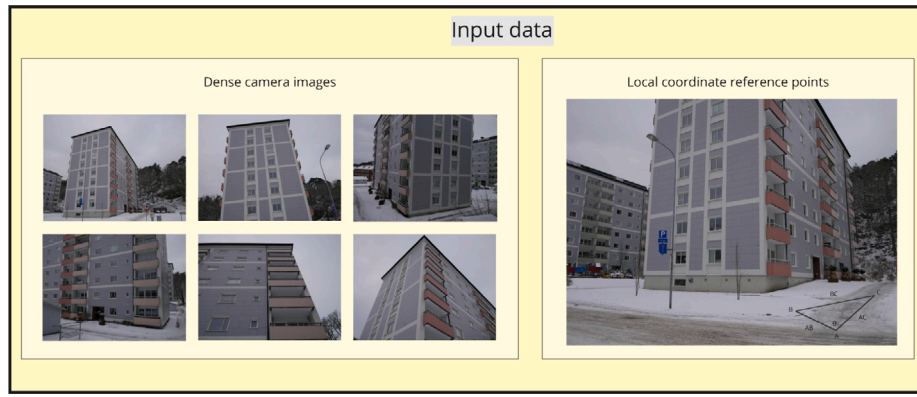 Input data
Dense camera images
Local coordinate reference points
P
BC
C
B
AC
AB
θ
A